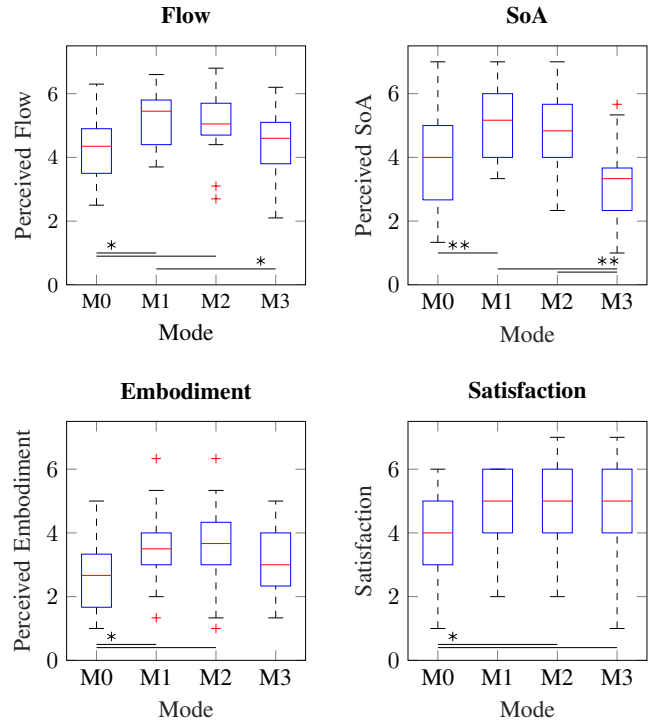 Flow
SoA
Perceived Flow
6
4
2
0
*
*
M0 M1 M2 M3
Mode
Perceived SoA
6
4
2
0
**
**
M0 M1 M2 M3
Mode
Embodiment
Satisfaction
Perceived Embodiment
6
4
2
0
*
M0 M1 M2 M3
Mode
Satisfaction
6
4
2
0
*
M0 M1 M2 M3
Mode